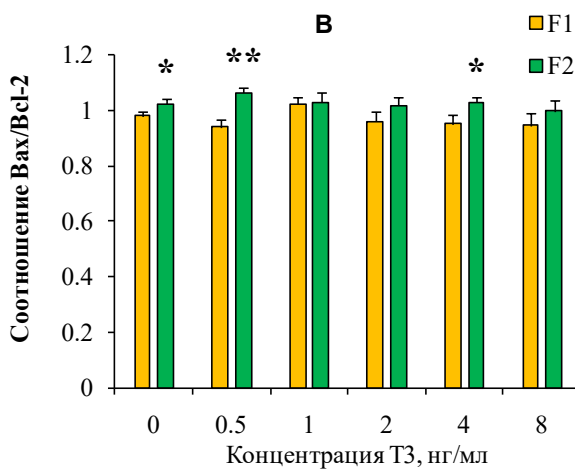 В
F1
F2
Соотношение Bax/Bcl-2
1.2
1
0.8
0.6
0.4
0.2
0
* ** *
0 0.5 1 2 4 8
Концентрация Т3, нг/мл